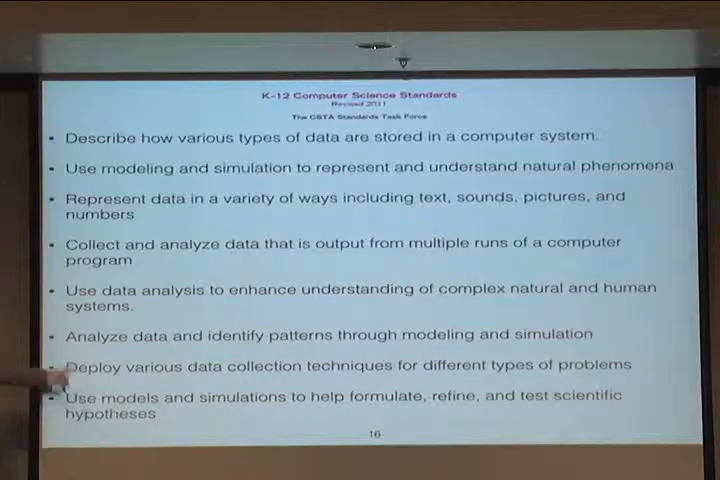 K-12 Computer Science Standards
Revised 2011
The CSTA Standards Task Force
• Describe how various types of data are stored in a computer system.
• Use modeling and simulation to represent and understand natural phenomena
• Represent data in a variety of ways including text, sounds, pictures, and
numbers
• Collect and analyze data that is output from multiple runs of a computer
program
• Use data analysis to enhance understanding of complex natural and human
systems.
• Analyze data and identify patterns through modeling and simulation
• Deploy various data collection techniques for different types of problems
• Use models and simulations to help formulate, refine, and test scientific
hypotheses
16